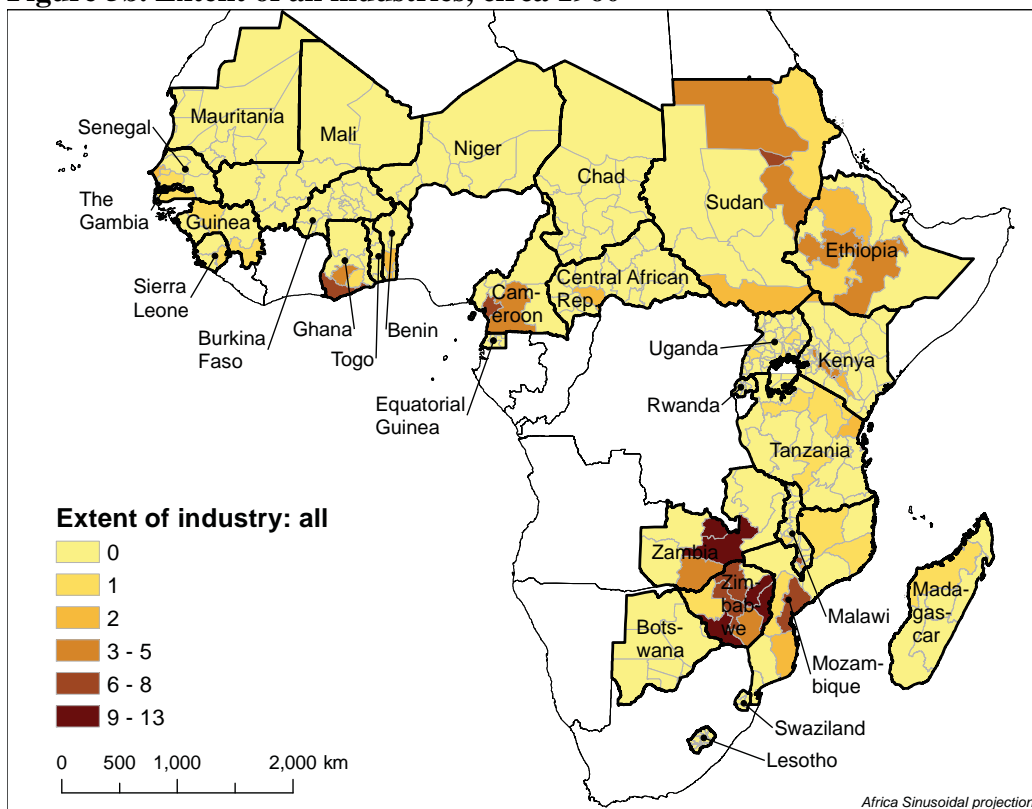 Mauritania
Senegal
Mali
Niger
Chad
Sudan
The
Gambia
Guinea
Ethiopia
Sierra
Leone
Burkina
Faso
Ghana
Togo
Benin
Cam-
eroon
Central African
Rep.
Equatorial
Guinea
Uganda
Kenya
Rwanda
Tanzania
Extent of industry: all
0
1
2
3 - 5
6 - 8
9 - 13
0 500 1,000 2,000 km
Zambia
Zim-
bab-
we
Bots-
wana
Malawi
Mozam-
bique
Mada-
gas-
car
Swaziland
Lesotho
Africa Sinusoidal projection